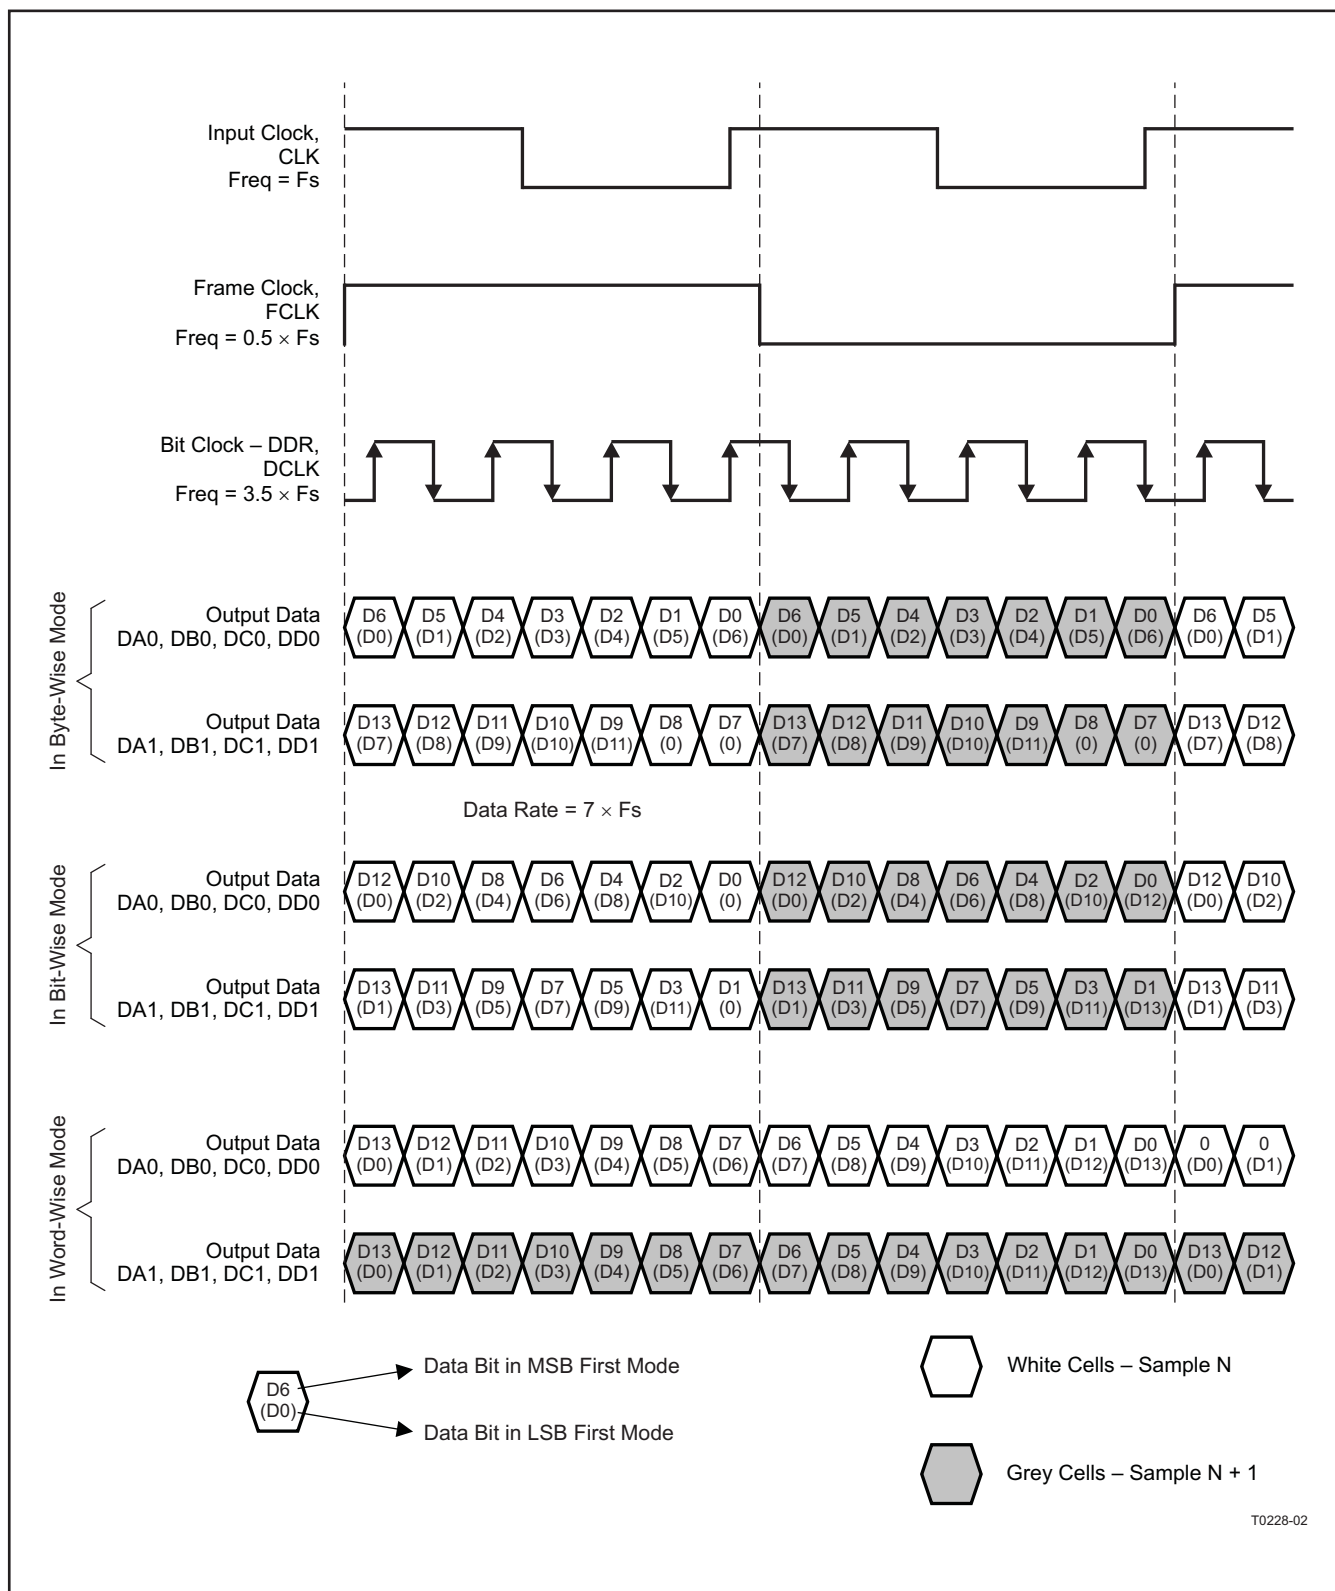 Input Clock,
CLK
Freq = Fs
Frame Clock,
FCLK
Freq = 0.5 × Fs
Bit Clock – DDR,
DCLK
Freq = 3.5 × Fs
In Byte-Wise Mode
Output Data
DA0, DB0, DC0, DD0
D6 D5 D4 D3 D2 D1 D0 D6 D5 D4 D3 D2 D1 D0 D6 D5
(D0) (D1) (D2) (D3) (D4) (D5) (D6) (D0) (D1) (D2) (D3) (D4) (D5) (D6) (D0) (D1)
Output Data
DA1, DB1, DC1, DD1
D13 D12 D11 D10 D9 D8 D7 D13 D12 D11 D10 D9 D8 D7 D13 D12
(D7) (D8) (D9) (D10) (D11) (0) (0) (D7) (D8) (D9) (D10) (D11) (0) (0) (D7) (D8)
Data Rate = 7 × Fs
In Bit-Wise Mode
Output Data
DA0, DB0, DC0, DD0
D12 D10 D8 D6 D4 D2 D0 D12 D10 D8 D6 D4 D2 D0 D12 D10
(D0) (D2) (D4) (D6) (D8) (D10) (0) (D0) (D2) (D4) (D6) (D8) (D10) (D12) (D0) (D2)
Output Data
DA1, DB1, DC1, DD1
D13 D11 D9 D7 D5 D3 D1 D13 D11 D9 D7 D5 D3 D1 D13 D11
(D1) (D3) (D5) (D7) (D9) (D11) (0) (D1) (D3) (D5) (D7) (D9) (D11) (D13) (D1) (D3)
In Word-Wise Mode
Output Data
DA0, DB0, DC0, DD0
D13 D12 D11 D10 D9 D8 D7 D6 D5 D4 D3 D2 D1 D0 0 0
(D0) (D1) (D2) (D3) (D4) (D5) (D6) (D7) (D8) (D9) (D10) (D11) (D12) (D13) (D0) (D1)
Output Data
DA1, DB1, DC1, DD1
D13 D12 D11 D10 D9 D8 D7 D6 D5 D4 D3 D2 D1 D0 D13 D12
(D0) (D1) (D2) (D3) (D4) (D5) (D6) (D7) (D8) (D9) (D10) (D11) (D12) (D13) (D0) (D1)
D6
(D0)
Data Bit in MSB First Mode
Data Bit in LSB First Mode
White Cells – Sample N
Grey Cells – Sample N + 1
T0228-02